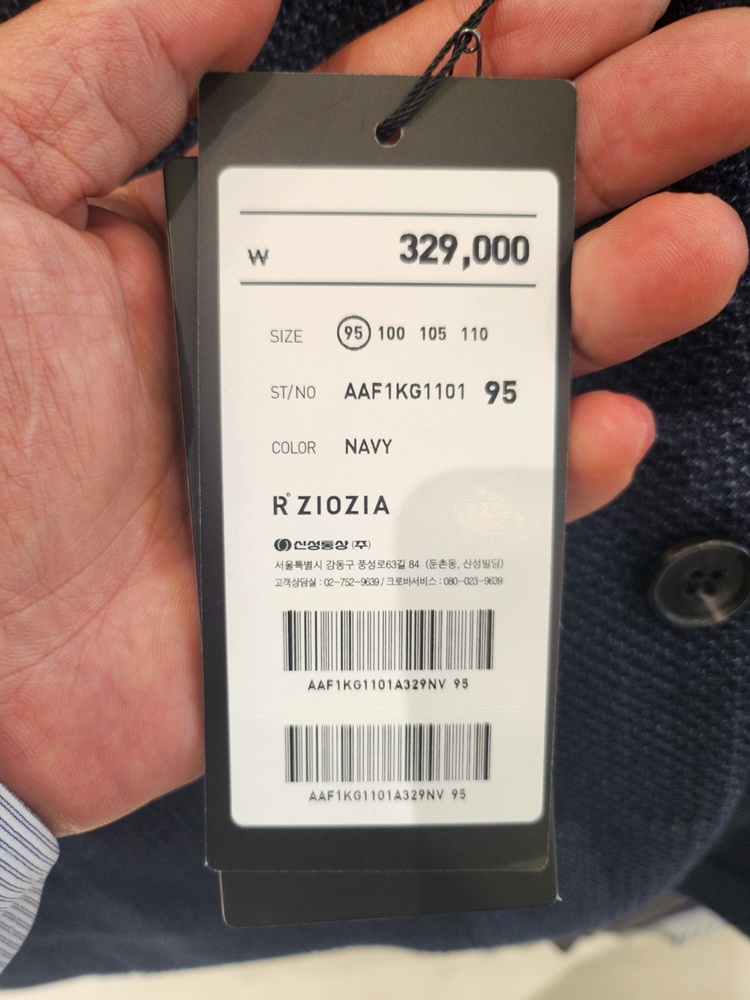 ₩ 329,000
SIZE 95 100 105 110
ST/NO AAF1KG1101 95
COLOR NAVY
R° ZIOZIA
신성통상 (주)
서울특별시 강동구 풍성로63길 84 (둔촌동, 신성빌딩)
고객상담실 : 02-752-9639 / 크로바서비스 : 080-023-9639
AAF1KG1101A329NV 95
AAF1KG1101A329NV 95